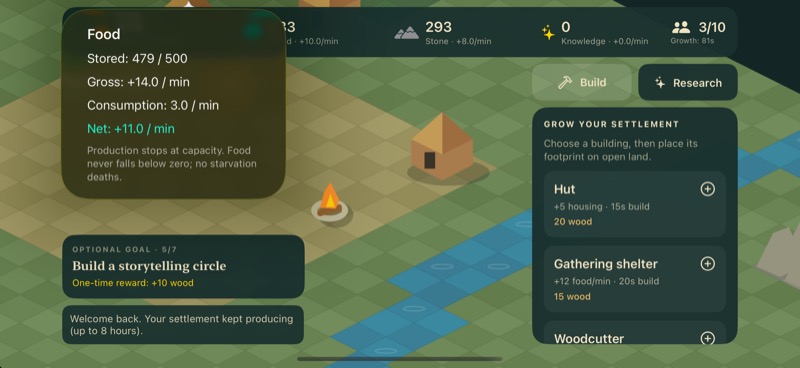 Food
Stored: 479 / 500
Gross: +14.0 / min
Consumption: 3.0 / min
Net: +11.0 / min
Production stops at capacity. Food
never falls below zero; no starvation
deaths.
33
d · +10.0/min
293
Stone · +8.0/min
0
Knowledge · +0.0/min
3/10
Growth: 81s
Build
Research
GROW YOUR SETTLEMENT
Choose a building, then place its
footprint on open land.
Hut
+5 housing · 15s build
20 wood
Gathering shelter
+12 food/min · 20s build
15 wood
Woodcutter
OPTIONAL GOAL · 5/7
Build a storytelling circle
One-time reward: +10 wood
Welcome back. Your settlement kept producing
(up to 8 hours).